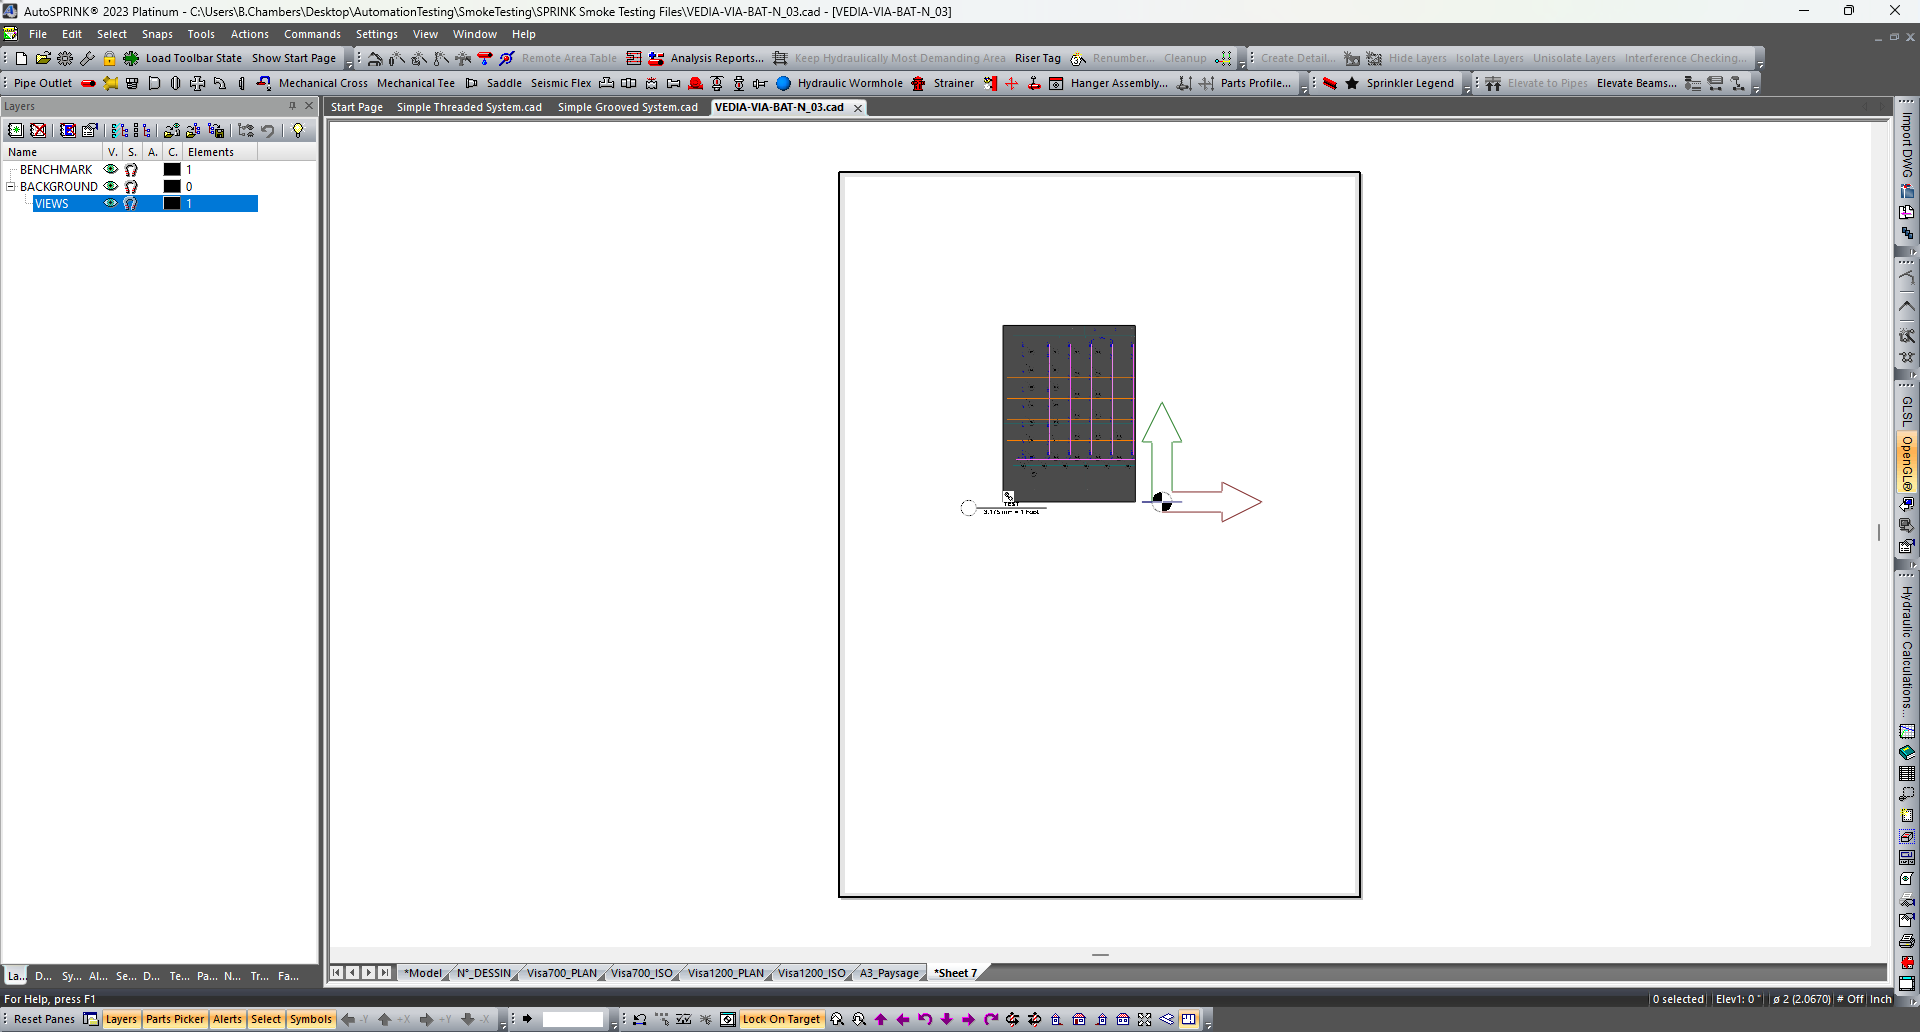 AutoSPRINK® 2023 Platinum - C:\Users\B.Chambers\Desktop\AutomationTesting\SmokeTesting\SPRINK Smoke Testing Files\VEDIA-VIA-BAT-N_03.cad - [VEDIA-VIA-BAT-N_03]
File Edit Select Snaps Tools Actions Commands Settings View Window Help
Load Toolbar State Show Start Page Remote Area Table Analysis Reports... Keep Hydraulically Most Demanding Area Riser Tag Renumber... Cleanup Create Detail... Hide Layers Isolate Layers Unisolate Layers Interference Checking...
Pipe Outlet Mechanical Cross Mechanical Tee Saddle Seismic Flex Hydraulic Wormhole Strainer Hanger Assembly... Parts Profile... Sprinkler Legend Elevate to Pipes Elevate Beams...
Layers
Start Page Simple Threaded System.cad Simple Grooved System.cad VEDIA-VIA-BAT-N_03.cad
Name V. S. A. C. Elements
BENCHMARK 1
BACKGROUND 0
VIEWS 1
Import DWG
GLSL
OpenGL®
Hydraulic Calculations...
TEST
La... D... Sy... Al... Se... D... Te... Pa... N... Tr... Fa...
*Model N°_DESSIN Visa700_PLAN Visa700_ISO Visa1200_PLAN Visa1200_ISO A3_Paysage *Sheet 7
For Help, press F1
0 selected Elev1: 0 " ø 2 (2.0670) # Off Inch
Reset Panes Layers Parts Picker Alerts Select Symbols -Y +X +Y -X Lock On Target